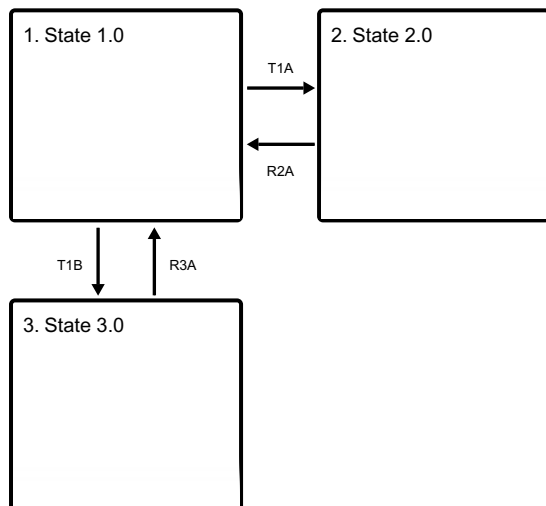 1. State 1.0
2. State 2.0
T1A
R2A
T1B
R3A
3. State 3.0